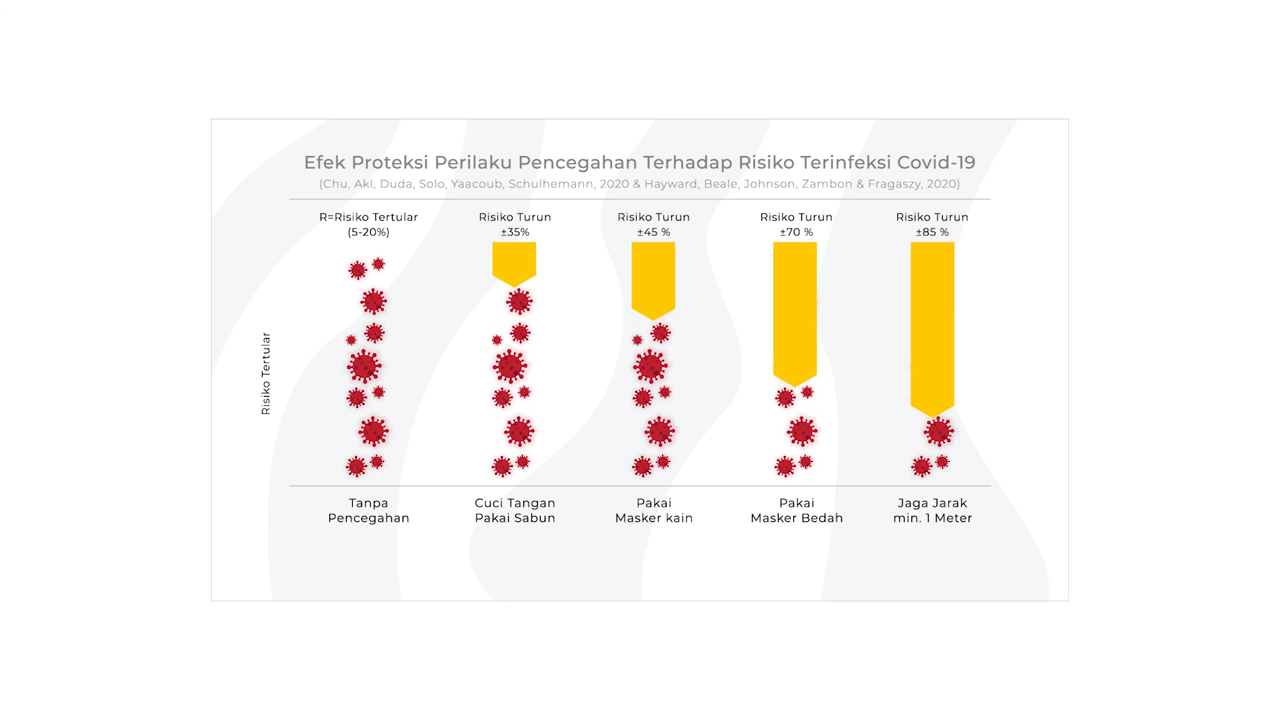 Efek Proteksi Perilaku Pencegahan Terhadap Risiko Terinfeksi Covid-19
(Chu, Akl, Duda, Solo, Yaacoub, Schulhemann, 2020 & Hayward, Beale, Johnson, Zambon & Fragaszy, 2020)
R=Risiko Tertular
(5-20%)
Risiko Turun
±35%
Risiko Turun
±45 %
Risiko Turun
±70 %
Risiko Turun
±85 %
Risiko Tertular
Tanpa
Pencegahan
Cuci Tangan
Pakai Sabun
Pakai
Masker kain
Pakai
Masker Bedah
Jaga Jarak
min. 1 Meter